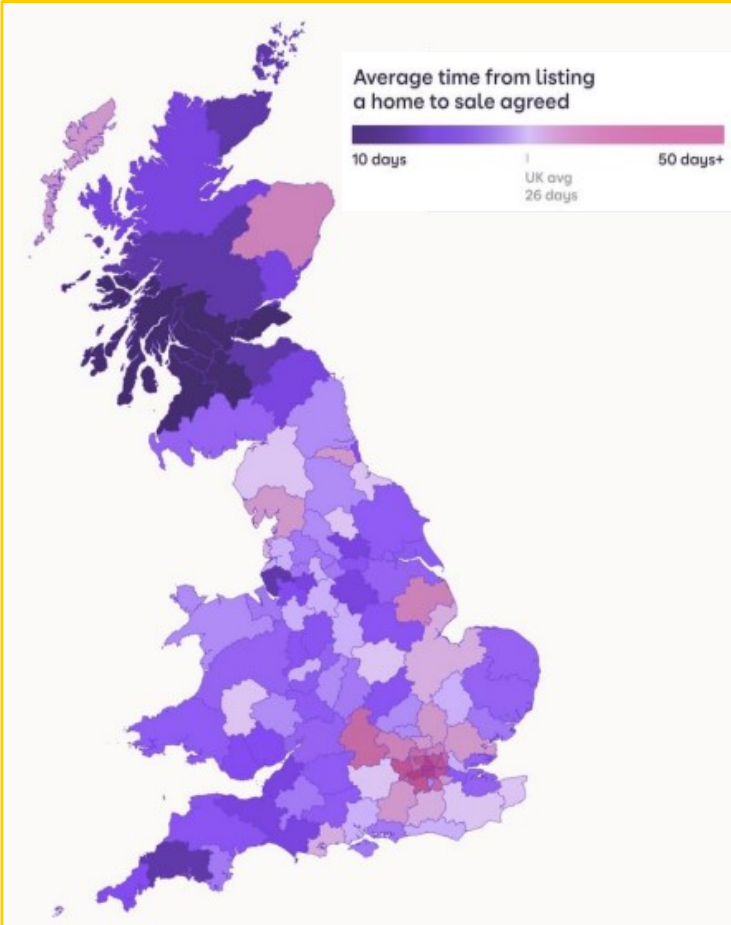 Average time from listing
a home to sale agreed
10 days
50 days+
UK avg
26 days